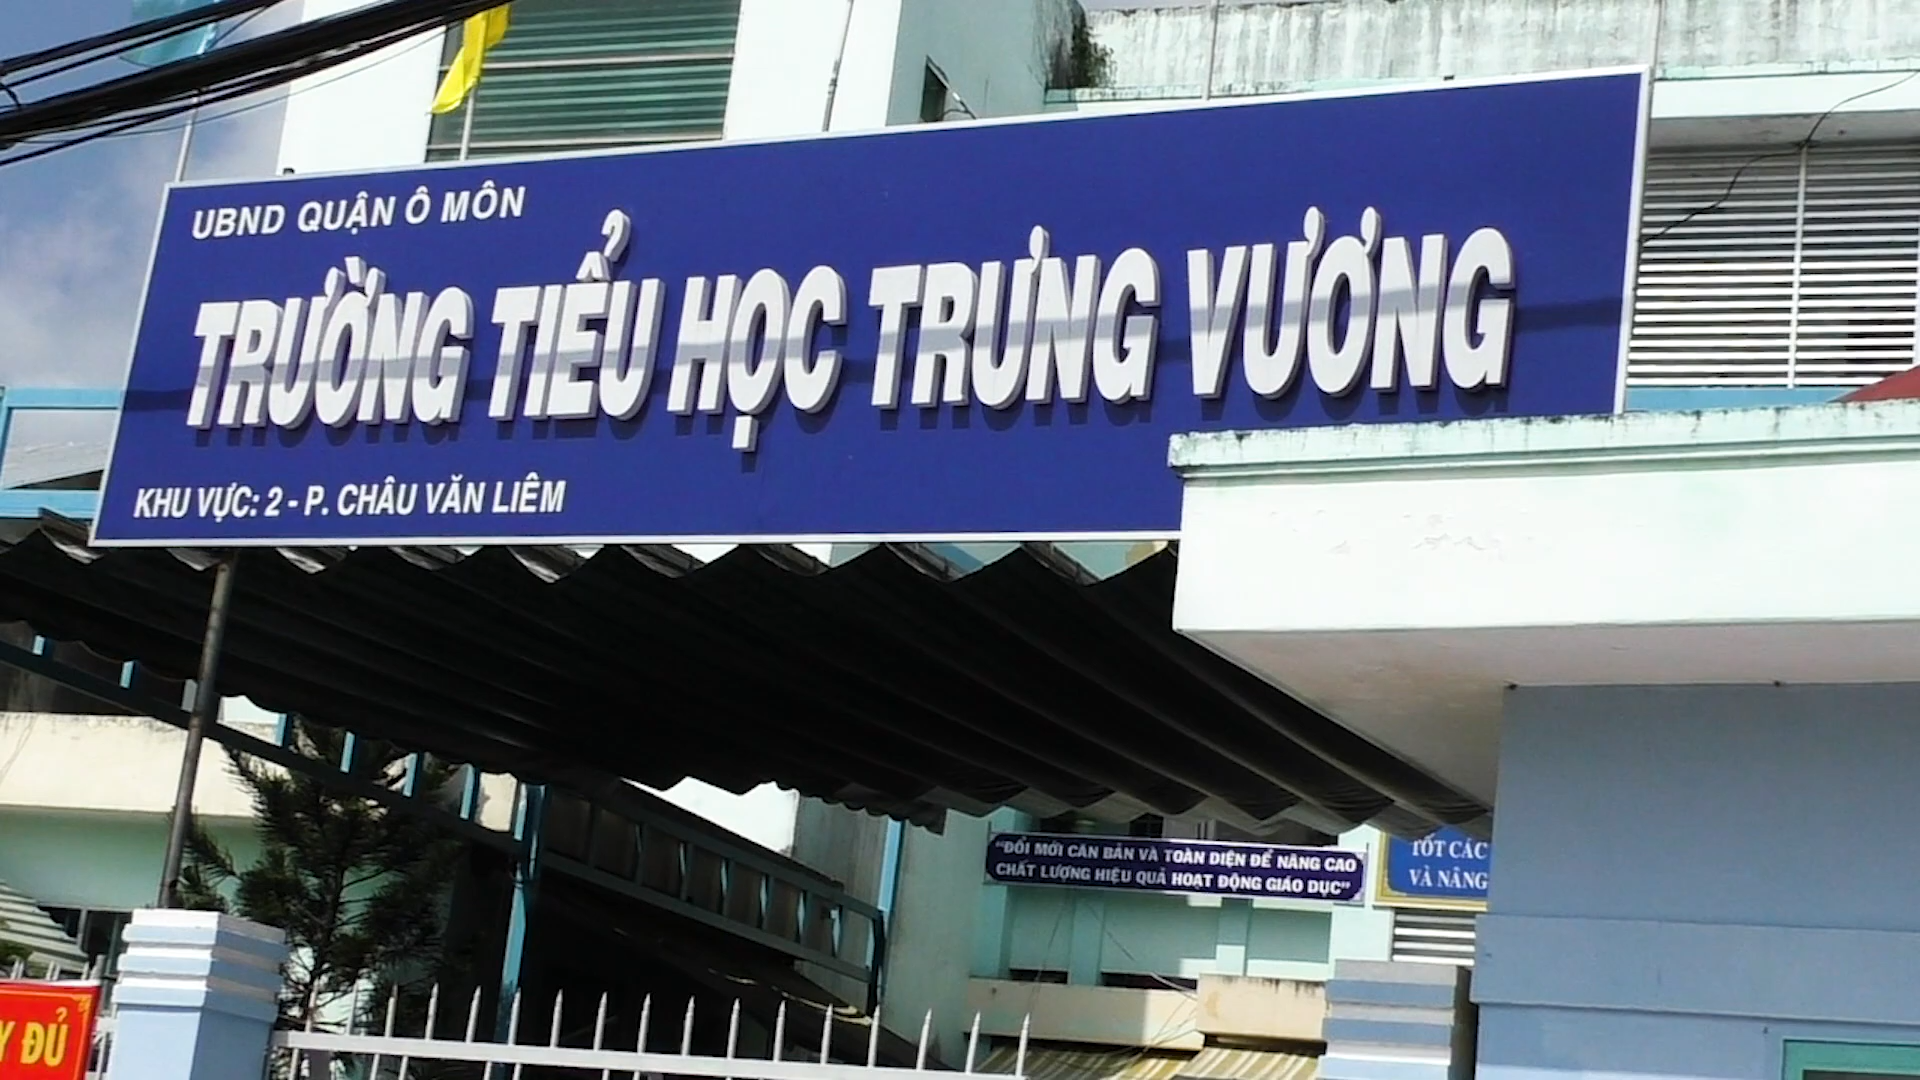 UBND QUẬN Ô MÔN
TRƯỜNG TIỂU HỌC TRƯNG VƯƠNG
KHU VỰC: 2 - P. CHÂU VĂN LIÊM
"ĐỔI MỚI CĂN BẢN VÀ TOÀN DIỆN ĐỂ NÂNG CAO
CHẤT LƯỢNG HIỆU QUẢ HOẠT ĐỘNG GIÁO DỤC"
TỐT CÁC
VÀ NÂNG
Y ĐỦ